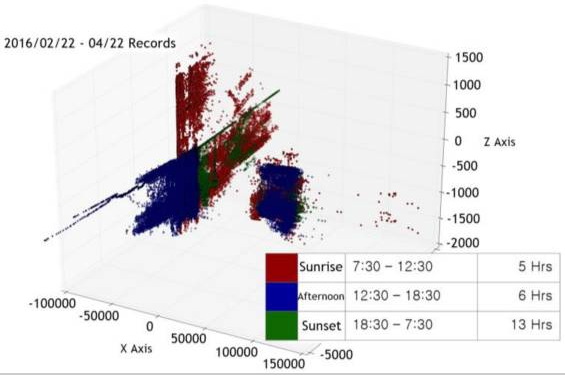 2016/02/22 - 04/22 Records
1500
1000
500
0
Z Axis
-500
-1000
-1500
-2000
Sunrise 7:30 – 12:30 5 Hrs
Afternoon 12:30 – 18:30 6 Hrs
Sunset 18:30 – 7:30 13 Hrs
-100000
-50000
0
50000
100000
150000
X Axis
-5000